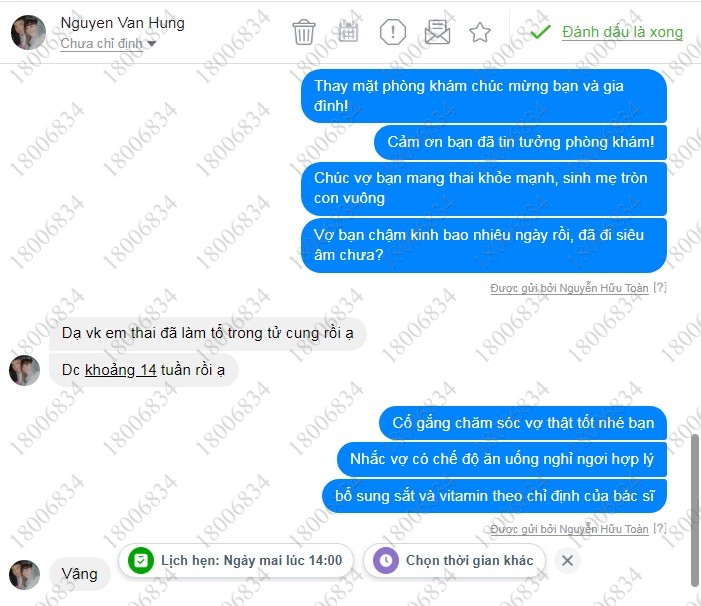 Nguyen Van Hung
Chưa chỉ định
Đánh dấu là xong
Thay mặt phòng khám chúc mừng bạn và gia
đình!
Cảm ơn bạn đã tin tưởng phòng khám!
Chúc vợ bạn mang thai khỏe mạnh, sinh mẹ tròn
con vuông
Vợ bạn chậm kinh bao nhiêu ngày rồi, đã đi siêu
âm chưa?
Được gửi bởi Nguyễn Hữu Toàn [?]
Dạ vk em thai đã làm tổ trong tử cung rồi ạ
Dc khoảng 14 tuần rồi ạ
Cố gắng chăm sóc vợ thật tốt nhé bạn
Nhắc vợ có chế độ ăn uống nghỉ ngơi hợp lý
bổ sung sắt và vitamin theo chỉ định của bác sĩ
Được gửi bởi Nguyễn Hữu Toàn [?]
Lịch hẹn: Ngày mai lúc 14:00
Chọn thời gian khác
Vâng
18006834